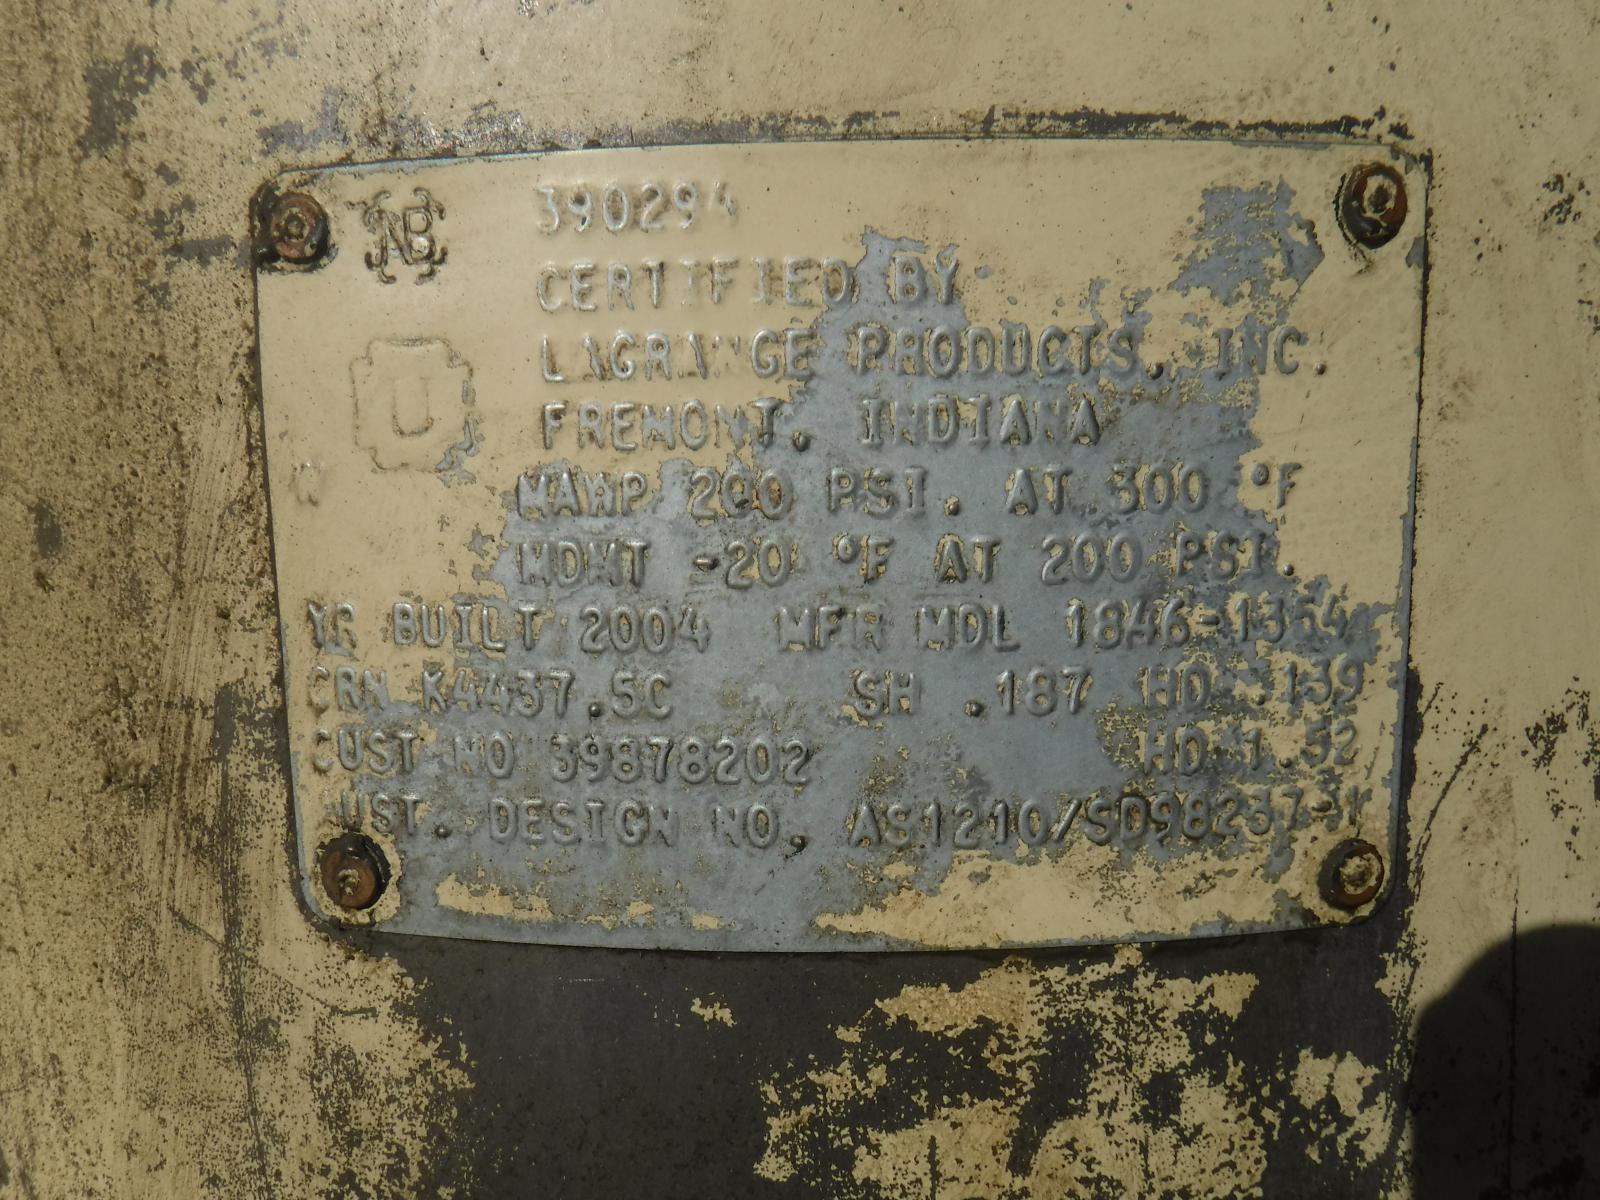 NB 390294
CERTIFIED BY
LAGRANGE PRODUCTS, INC.
U
FREMONT, INDIANA
W MAWP 200 PSI. AT 300 °F
MDMT -20 °F AT 200 PSI.
YR BUILT 2004 MFR MDL 1846-1354
CRN K4437.5C SH .187 HD .139
CUST NO 39878202 HD 1.52
CUST. DESIGN NO. AS1210/SD98237-